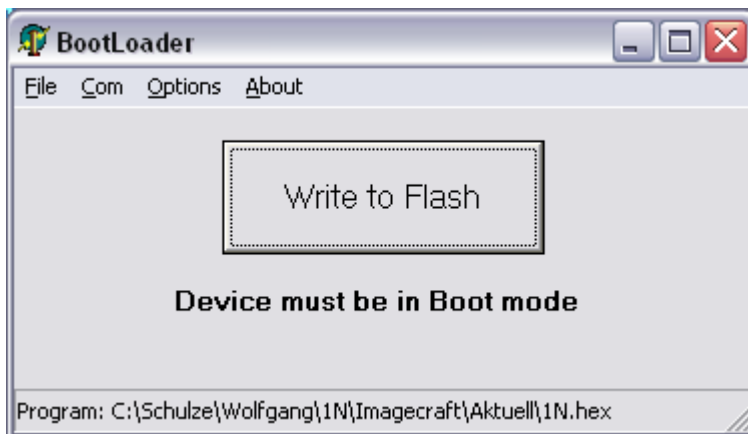 BootLoader
File Com Options About
Write to Flash
Device must be in Boot mode
Program: C:\Schulze\Wolfgang\1N\Imagecraft\Aktuell\1N.hex